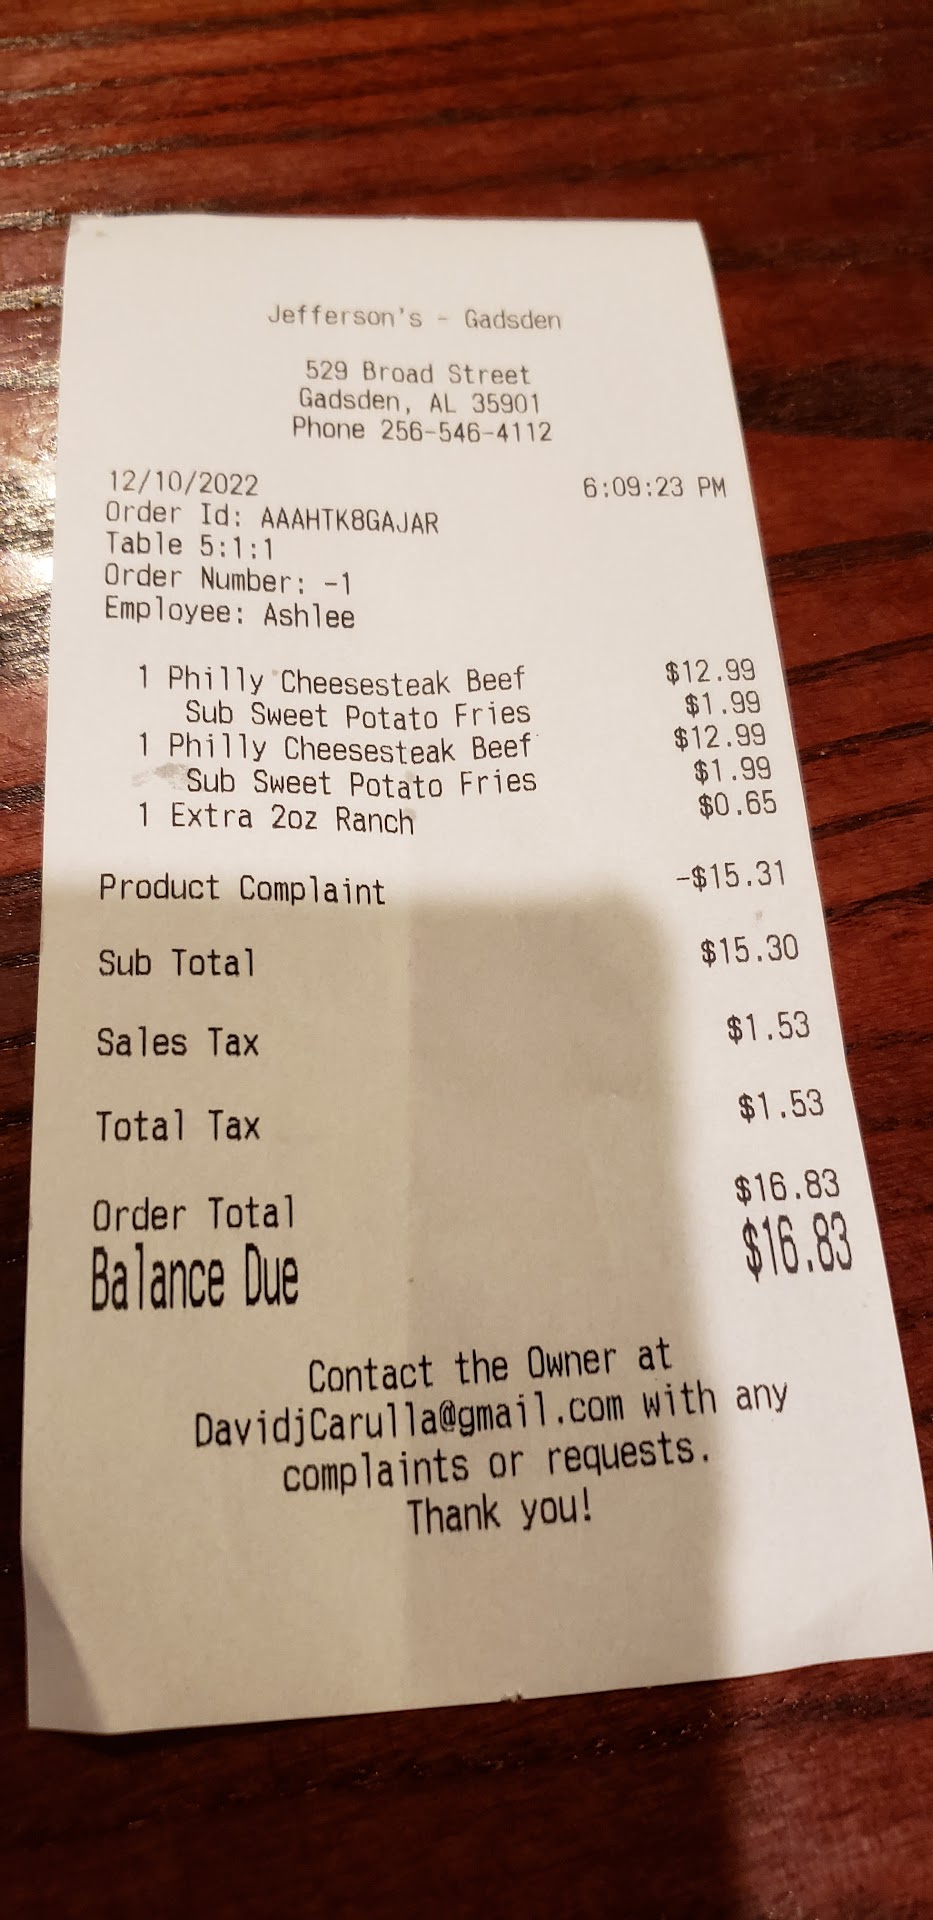 Jefferson's - Gadsden
529 Broad Street
Gadsden, AL 35901
Phone 256-546-4112
12/10/2022 6:09:23 PM
Order Id: AAAHTK8GAJAR
Table 5:1:1
Order Number: -1
Employee: Ashlee
1 Philly Cheesesteak Beef $12.99
Sub Sweet Potato Fries $1.99
1 Philly Cheesesteak Beef $12.99
Sub Sweet Potato Fries $1.99
1 Extra 2oz Ranch $0.65
Product Complaint -$15.31
Sub Total $15.30
Sales Tax $1.53
Total Tax $1.53
Order Total $16.83
Balance Due $16.83
Contact the Owner at
DavidjCarulla@gmail.com with any
complaints or requests.
Thank you!